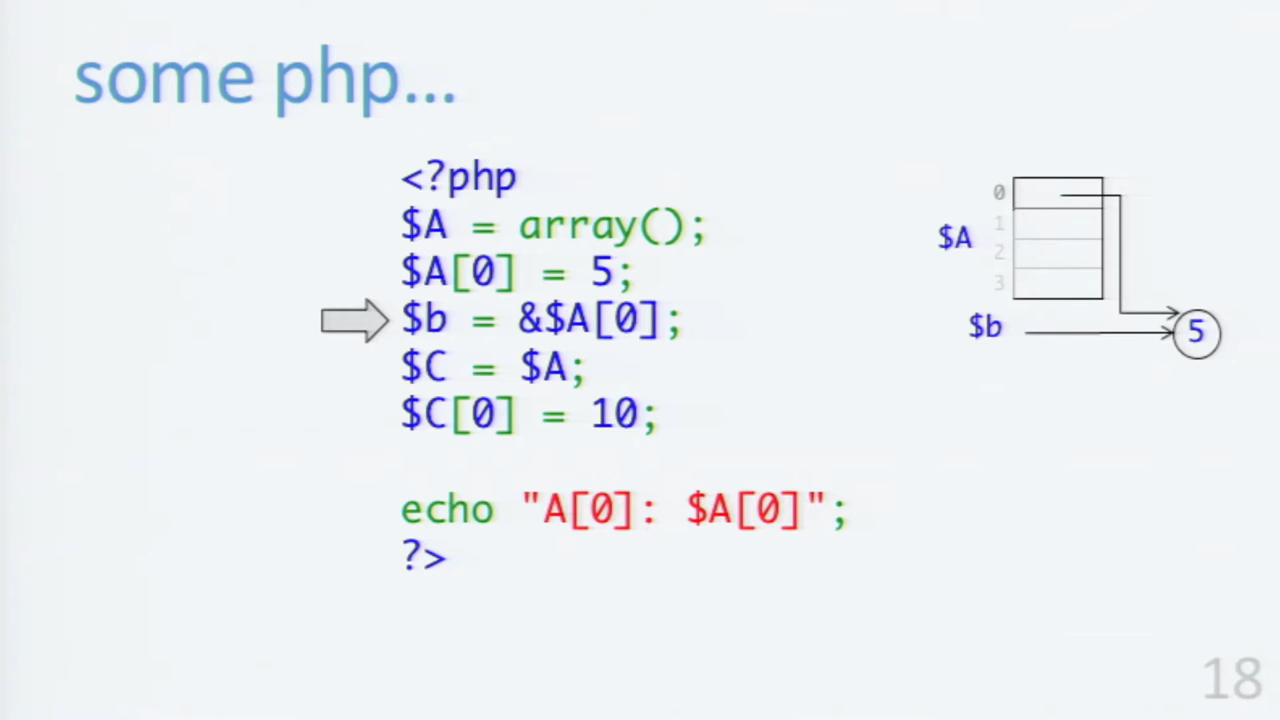 some php...
<?php
$A = array();
$A[0] = 5;
$b = &$A[0];
$C = $A;
$C[0] = 10;
echo "A[0]: $A[0]";
?>
$A
0
1
2
3
$b
5
18